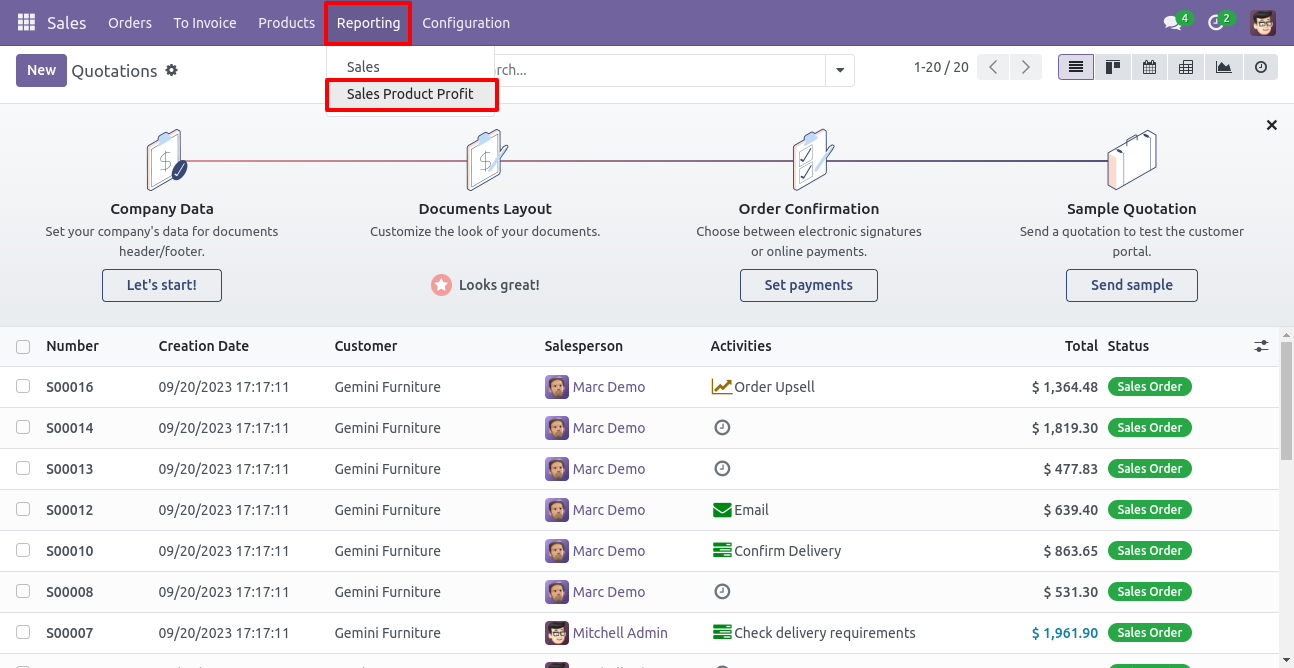 Sales Orders To Invoice Products Reporting Configuration 4 2
New Quotations rch... 1-20 / 20
Sales
Sales Product Profit
Company Data Documents Layout Order Confirmation Sample Quotation
Set your company's data for documents Customize the look of your documents. Choose between electronic signatures Send a quotation to test the customer
header/footer. or online payments. portal.
Let's start! Looks great! Set payments Send sample
Number Creation Date Customer Salesperson Activities Total Status
S00016 09/20/2023 17:17:11 Gemini Furniture Marc Demo Order Upsell $ 1,364.48 Sales Order
S00014 09/20/2023 17:17:11 Gemini Furniture Marc Demo $ 1,819.30 Sales Order
S00013 09/20/2023 17:17:11 Gemini Furniture Marc Demo $ 477.83 Sales Order
S00012 09/20/2023 17:17:11 Gemini Furniture Marc Demo Email $ 639.40 Sales Order
S00010 09/20/2023 17:17:11 Gemini Furniture Marc Demo Confirm Delivery $ 863.65 Sales Order
S00008 09/20/2023 17:17:11 Gemini Furniture Marc Demo $ 531.30 Sales Order
S00007 09/20/2023 17:17:11 Gemini Furniture Mitchell Admin Check delivery requirements $ 1,961.90 Sales Order